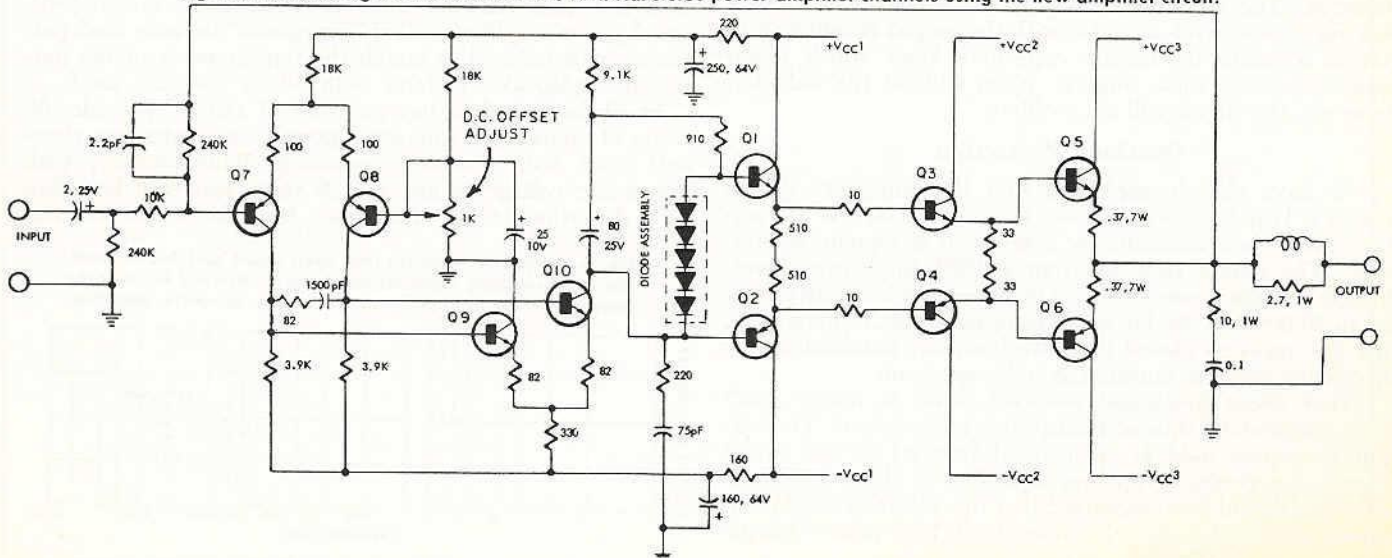 power amplifier channels using the new amplifier circuit.
220
+VCC1
+VCC2
+VCC3
18K
18K
9.1K
250, 64V
D.C. OFFSET
ADJUST
910
Q1
Q3
Q5
2.2pF
240K
100
100
Q7
Q8
2, 25V
10K
INPUT
240K
1K
25
10V
80
25V
DIODE ASSEMBLY
10
510
510
33
33
.37,7W
.37,7W
2.7, 1W
OUTPUT
1500pF
82
Q10
Q9
Q2
10
Q4
Q6
10, 1W
3.9K
3.9K
82
82
220
0.1
330
75pF
160
-VCC1
-VCC2
-VCC3
160, 64V